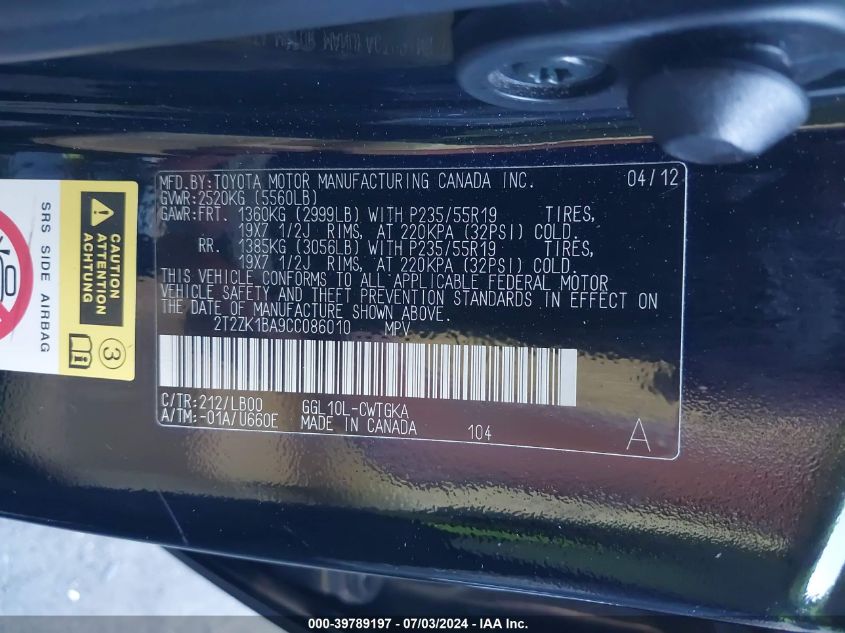 MFD.BY:TOYOTA MOTOR MANUFACTURING CANADA INC. 04/12
GVWR:2520KG (5560LB)
GAWR:FRT. 1360KG (2999LB) WITH P235/55R19 TIRES,
19X7 1/2J RIMS, AT 220KPA (32PSI) COLD.
RR. 1385KG (3056LB) WITH P235/55R19 TIRES,
19X7 1/2J RIMS, AT 220KPA (32PSI) COLD.
THIS VEHICLE CONFORMS TO ALL APPLICABLE FEDERAL MOTOR
VEHICLE SAFETY AND THEFT PREVENTION STANDARDS IN EFFECT ON
THE DATE OF MANUFACTURE SHOWN ABOVE.
2T2ZK1BA9CC086010 MPV
C/TR:212/LB00 GGL10L-CWTGKA
A/TM:-01A/U660E MADE IN CANADA 104 A
SRS SIDE AIRBAG
CAUTION
ATTENTION
ACHTUNG
3
000-39789197 - 07/03/2024 - IAA Inc.